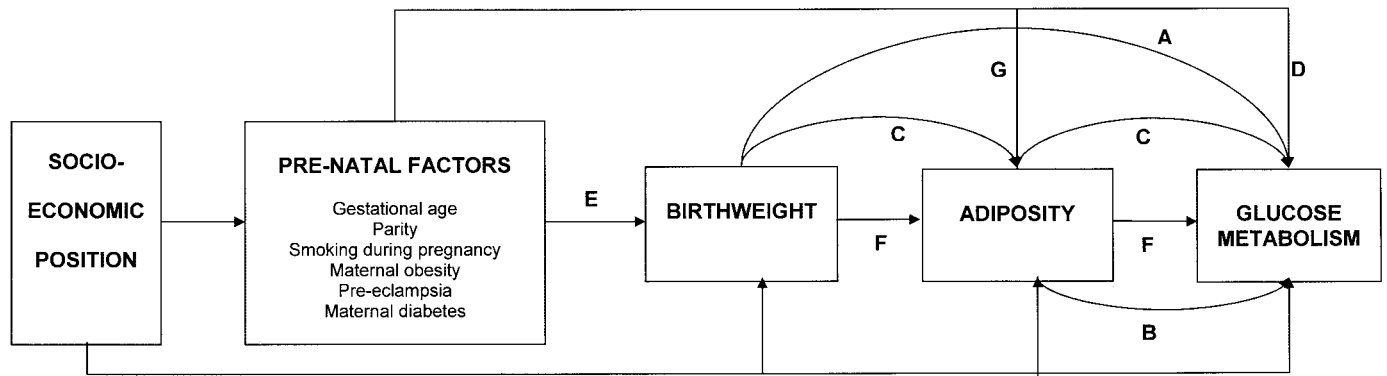 A
G
D
C
C
SOCIO-
ECONOMIC
POSITION
PRE-NATAL FACTORS
Gestational age
Parity
Smoking during pregnancy
Maternal obesity
Pre-eclampsia
Maternal diabetes
E
BIRTHWEIGHT
F
ADIPOSITY
F
GLUCOSE
METABOLISM
B